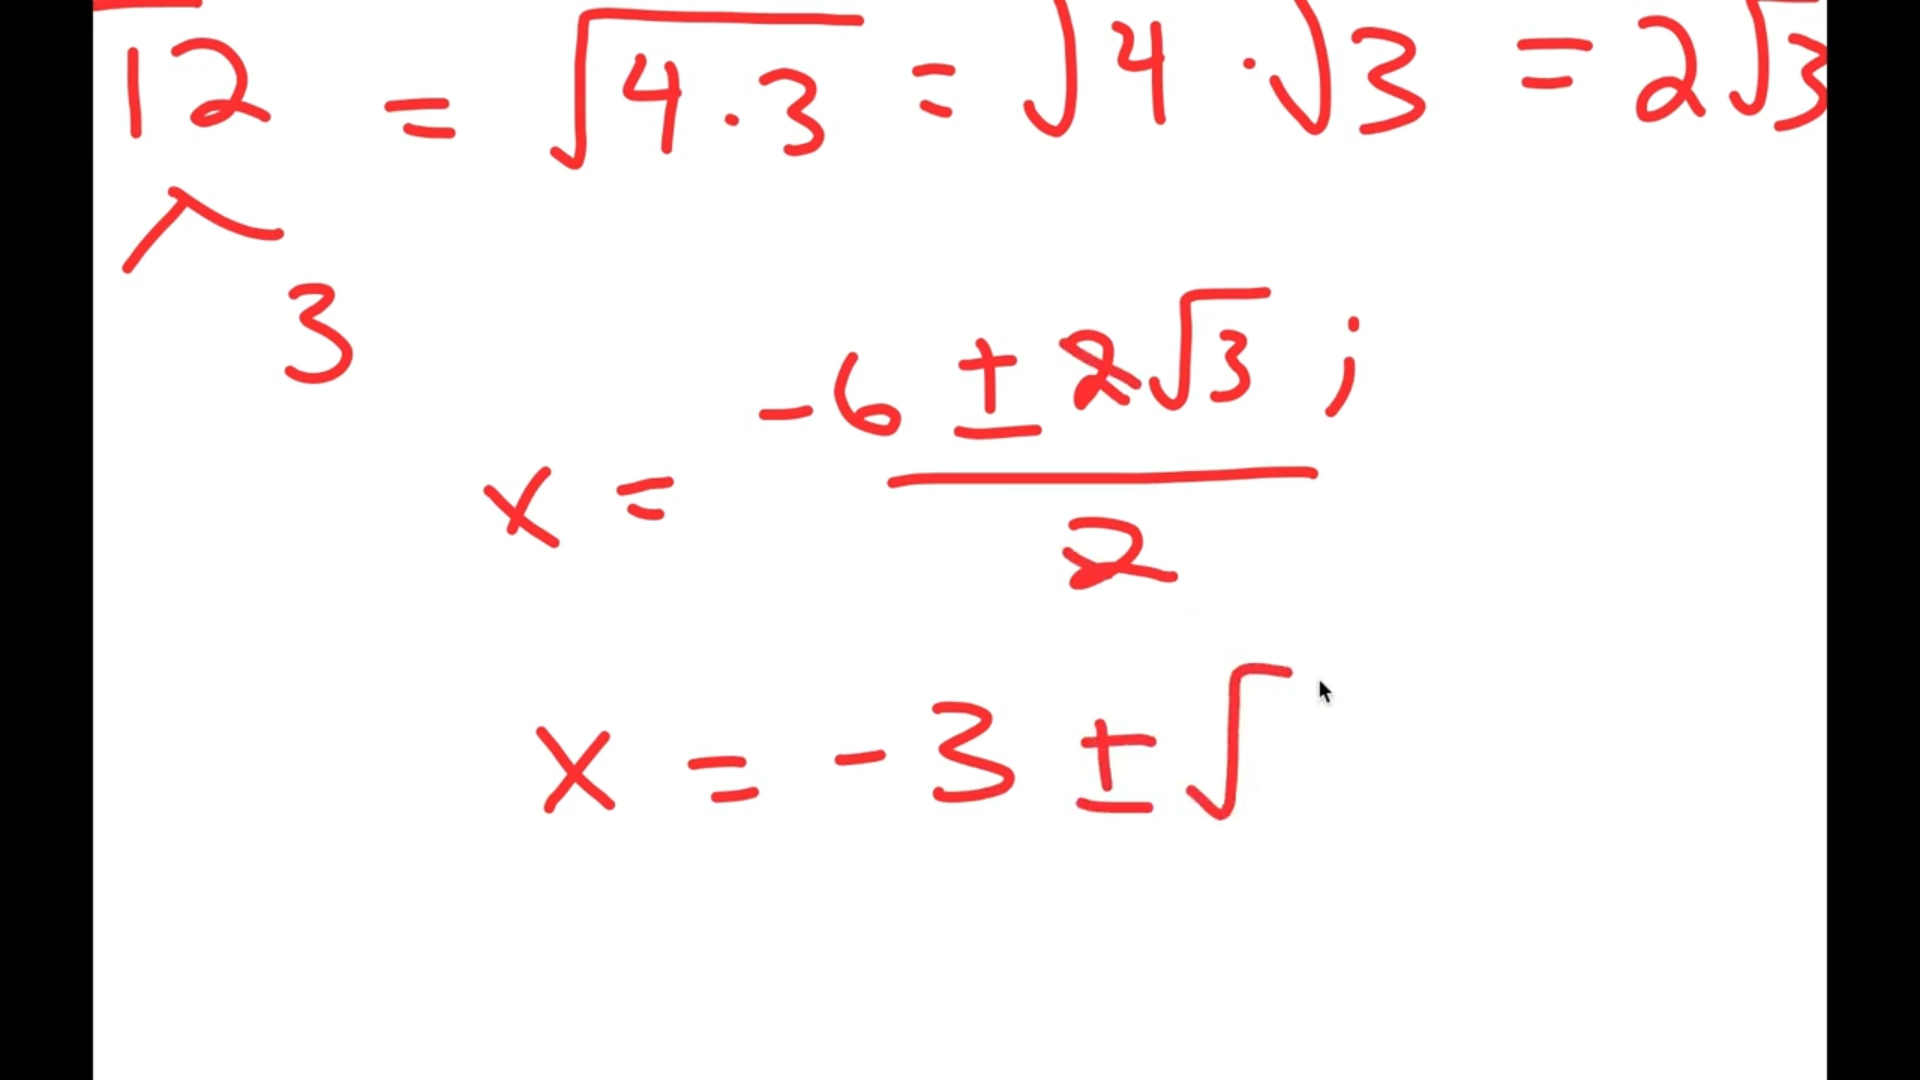 12 = √4·3 = √4 · √3 = 2√3
3
x = -6 ± 2√3 i / 2
x = -3 ± √